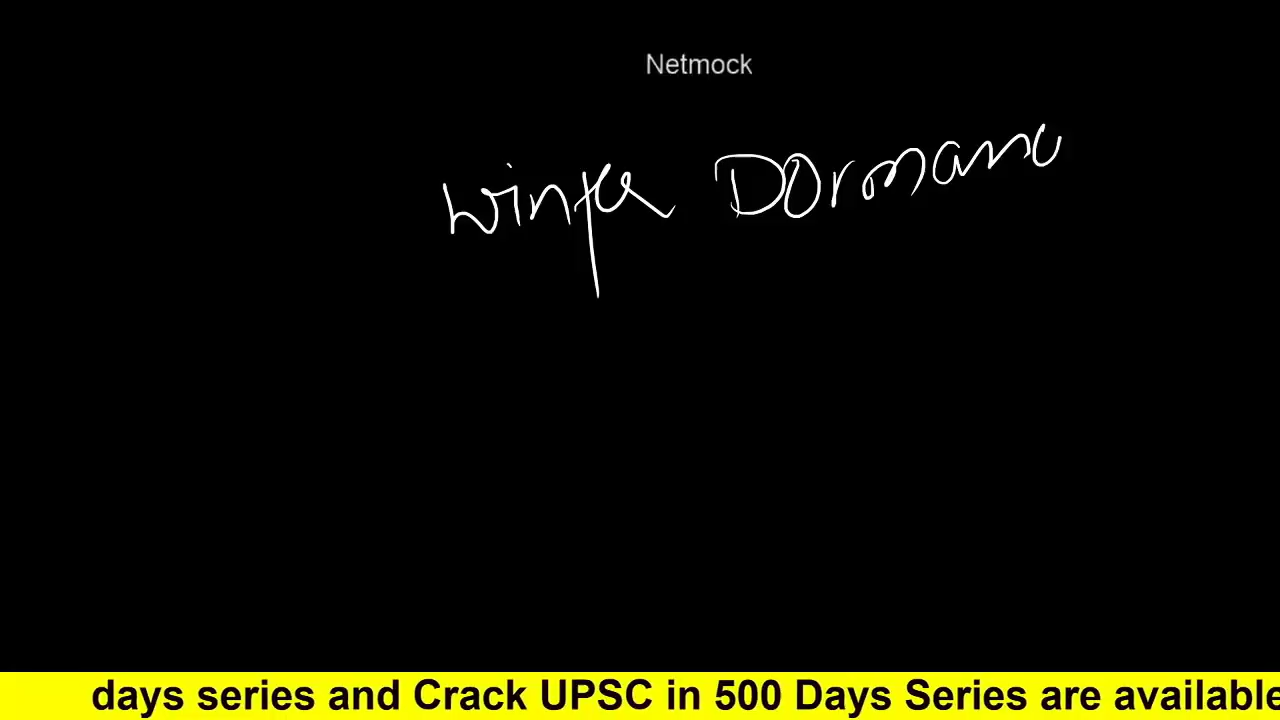 Netmock
Winter Dormanc
days series and Crack UPSC in 500 Days Series are available